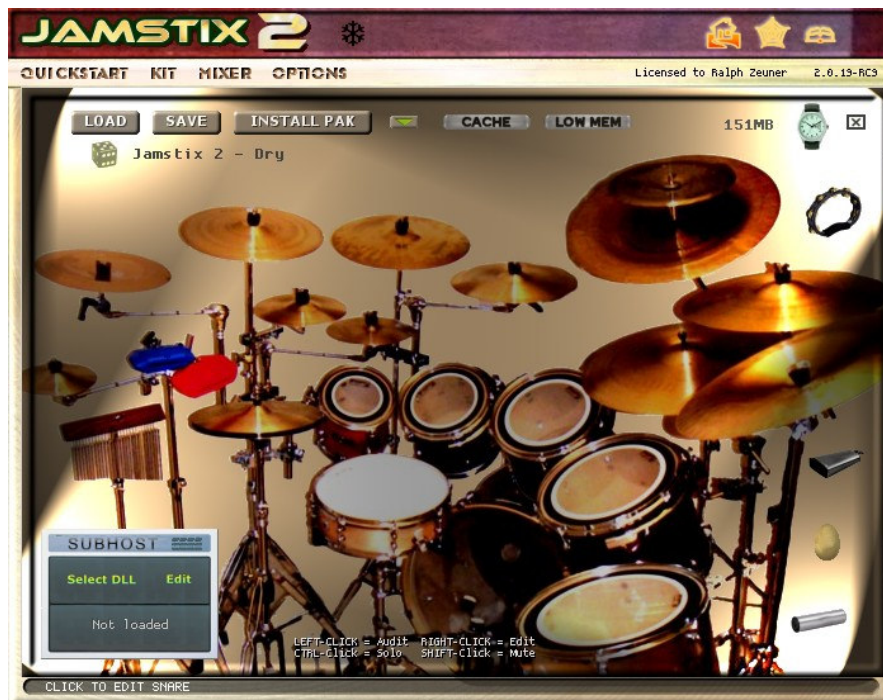 JAMSTIX 2
QUICKSTART KIT MIXER OPTIONS
Licensed to Ralph Zeuner 2.0.19-RC9
LOAD SAVE INSTALL PAK CACHE LOW MEM 151MB
Jamstix 2 - Dry
SUBHOST
Select DLL Edit
Not loaded
LEFT-CLICK = Audit RIGHT-CLICK = Edit
CTRL-Click = Solo SHIFT-Click = Mute
CLICK TO EDIT SNARE